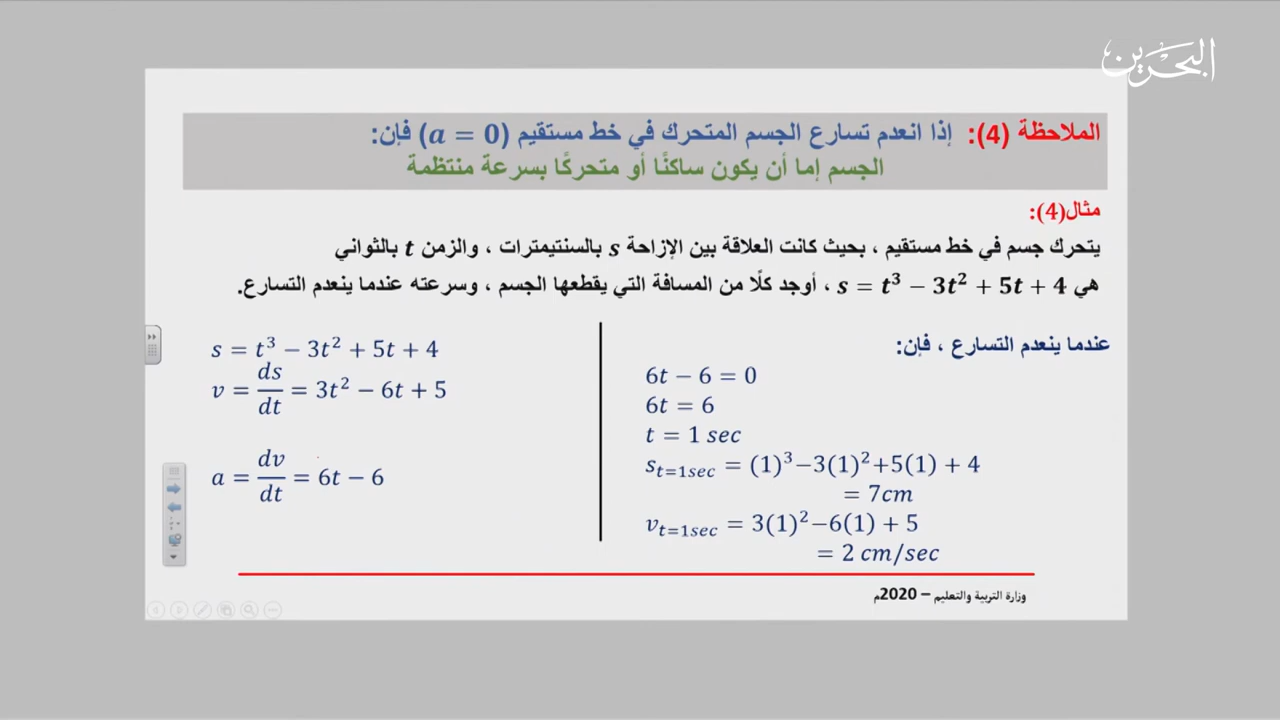 البحرين
الملاحظة (4): إذا انعدم تسارع الجسم المتحرك في خط مستقيم (a = 0) فإن:
الجسم إما أن يكون ساكنًا أو متحركًا بسرعة منتظمة
مثال(4):
يتحرك جسم في خط مستقيم ، بحيث كانت العلاقة بين الإزاحة s بالسنتيمترات ، والزمن t بالثواني
هي s = t³ − 3t² + 5t + 4 ، أوجد كلًا من المسافة التي يقطعها الجسم ، وسرعته عندما ينعدم التسارع.
عندما ينعدم التسارع ، فإن:
6t − 6 = 0
6t = 6
t = 1 sec
s_{t=1sec} = (1)³−3(1)²+5(1) + 4
= 7cm
v_{t=1sec} = 3(1)²−6(1) + 5
= 2 cm/sec
s = t³ − 3t² + 5t + 4
v = ds/dt = 3t² − 6t + 5
a = dv/dt = 6t − 6
وزارة التربية والتعليم – 2020م